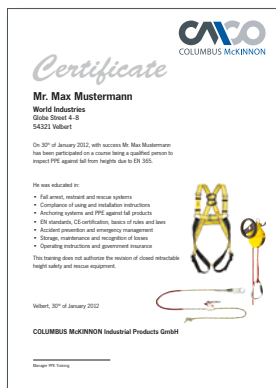 CMCO
COLUMBUS McKINNON
Certificate
Mr. Max Mustermann
World Industries
Globe Street 4-8
54321 Velbert
On 30th of January 2012, with success Mr. Max Mustermann
has been participated on a course being a qualified person to
inspect PPE against fall from heights due to EN 365.
He was educated in:
• Fall arrest, restraint and rescue systems
• Compliance of using and installation instructions
• Anchoring systems and PPE against fall products
• EN standards, CE-certification, basics of rules and laws
• Accident prevention and emergency management
• Storage, maintenance and recognition of losses
• Operating instructions and government insurance
This training does not authorize the revision of closed retractable
height safety and rescue equipment.
Velbert, 30th of January 2012
COLUMBUS McKINNON Industrial Products GmbH
Manager PPE Training